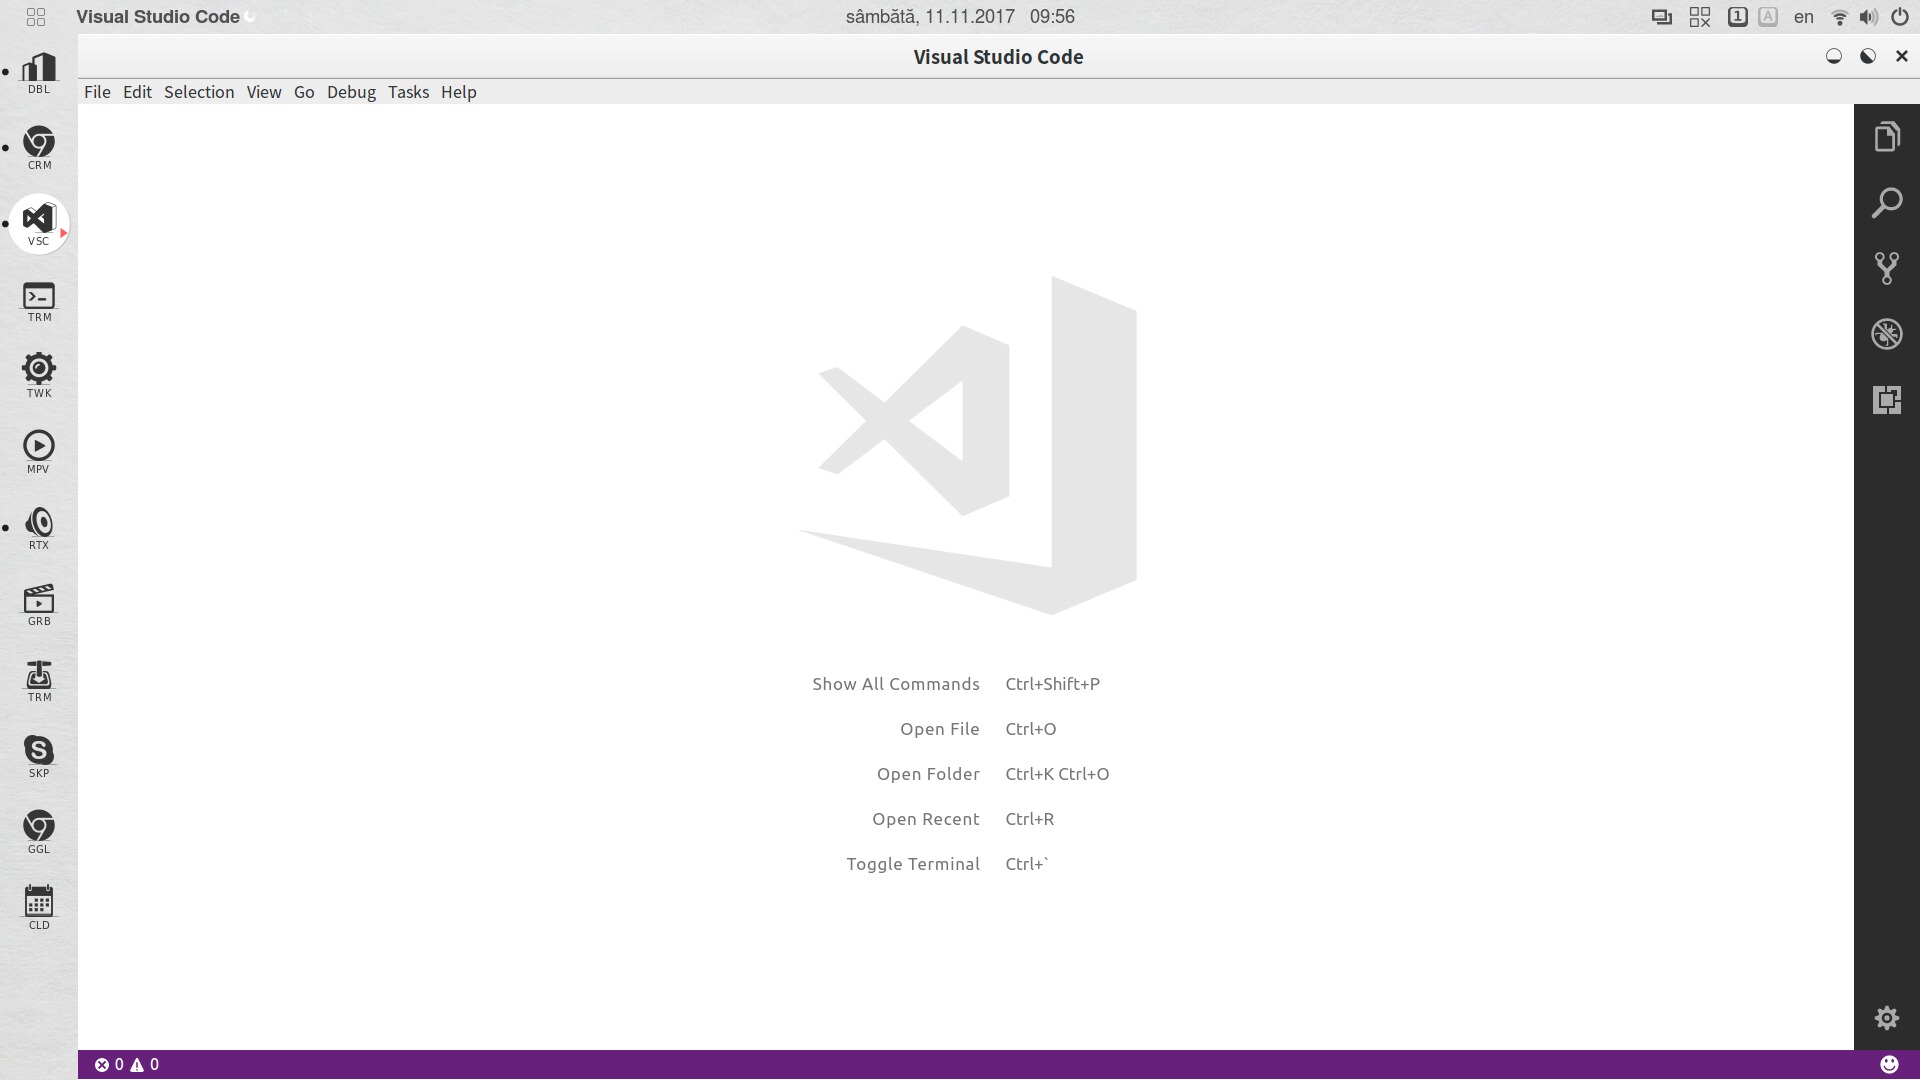 Visual Studio Code
sâmbătă, 11.11.2017 09:56
1 A en
Visual Studio Code
File Edit Selection View Go Debug Tasks Help
DBL
CRM
VSC
TRM
TWK
MPV
RTX
GRB
TRM
SKP
GGL
CLD
Show All Commands Ctrl+Shift+P
Open File Ctrl+O
Open Folder Ctrl+K Ctrl+O
Open Recent Ctrl+R
Toggle Terminal Ctrl+`
0 0